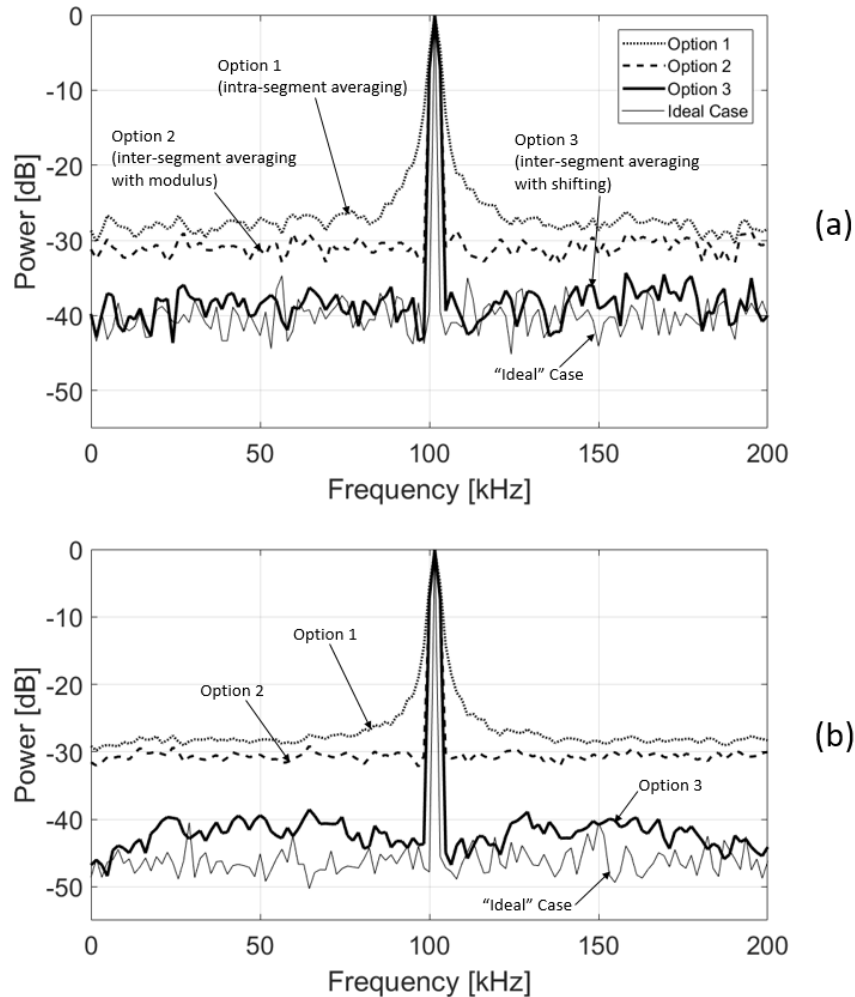 0
-10
-20
-30
-40
-50
Power [dB]
Option 1
(intra-segment averaging)
Option 2
(inter-segment averaging
with modulus)
Option 3
(inter-segment averaging
with shifting)
"Ideal" Case
Option 1
Option 2
Option 3
Ideal Case
0
50
100
150
200
Frequency [kHz]
(a)
0
-10
-20
-30
-40
-50
Power [dB]
Option 1
Option 2
Option 3
"Ideal" Case
0
50
100
150
200
Frequency [kHz]
(b)